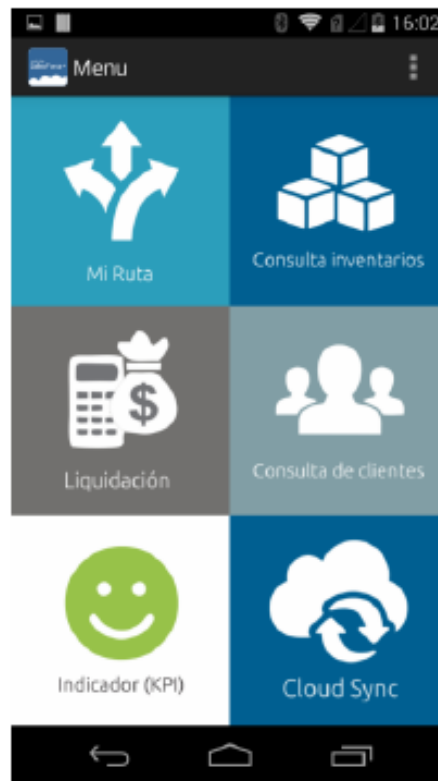 16:02
Menu
Mi Ruta
Consulta inventarios
$
Liquidación
Consulta de clientes
Indicador (KPI)
Cloud Sync